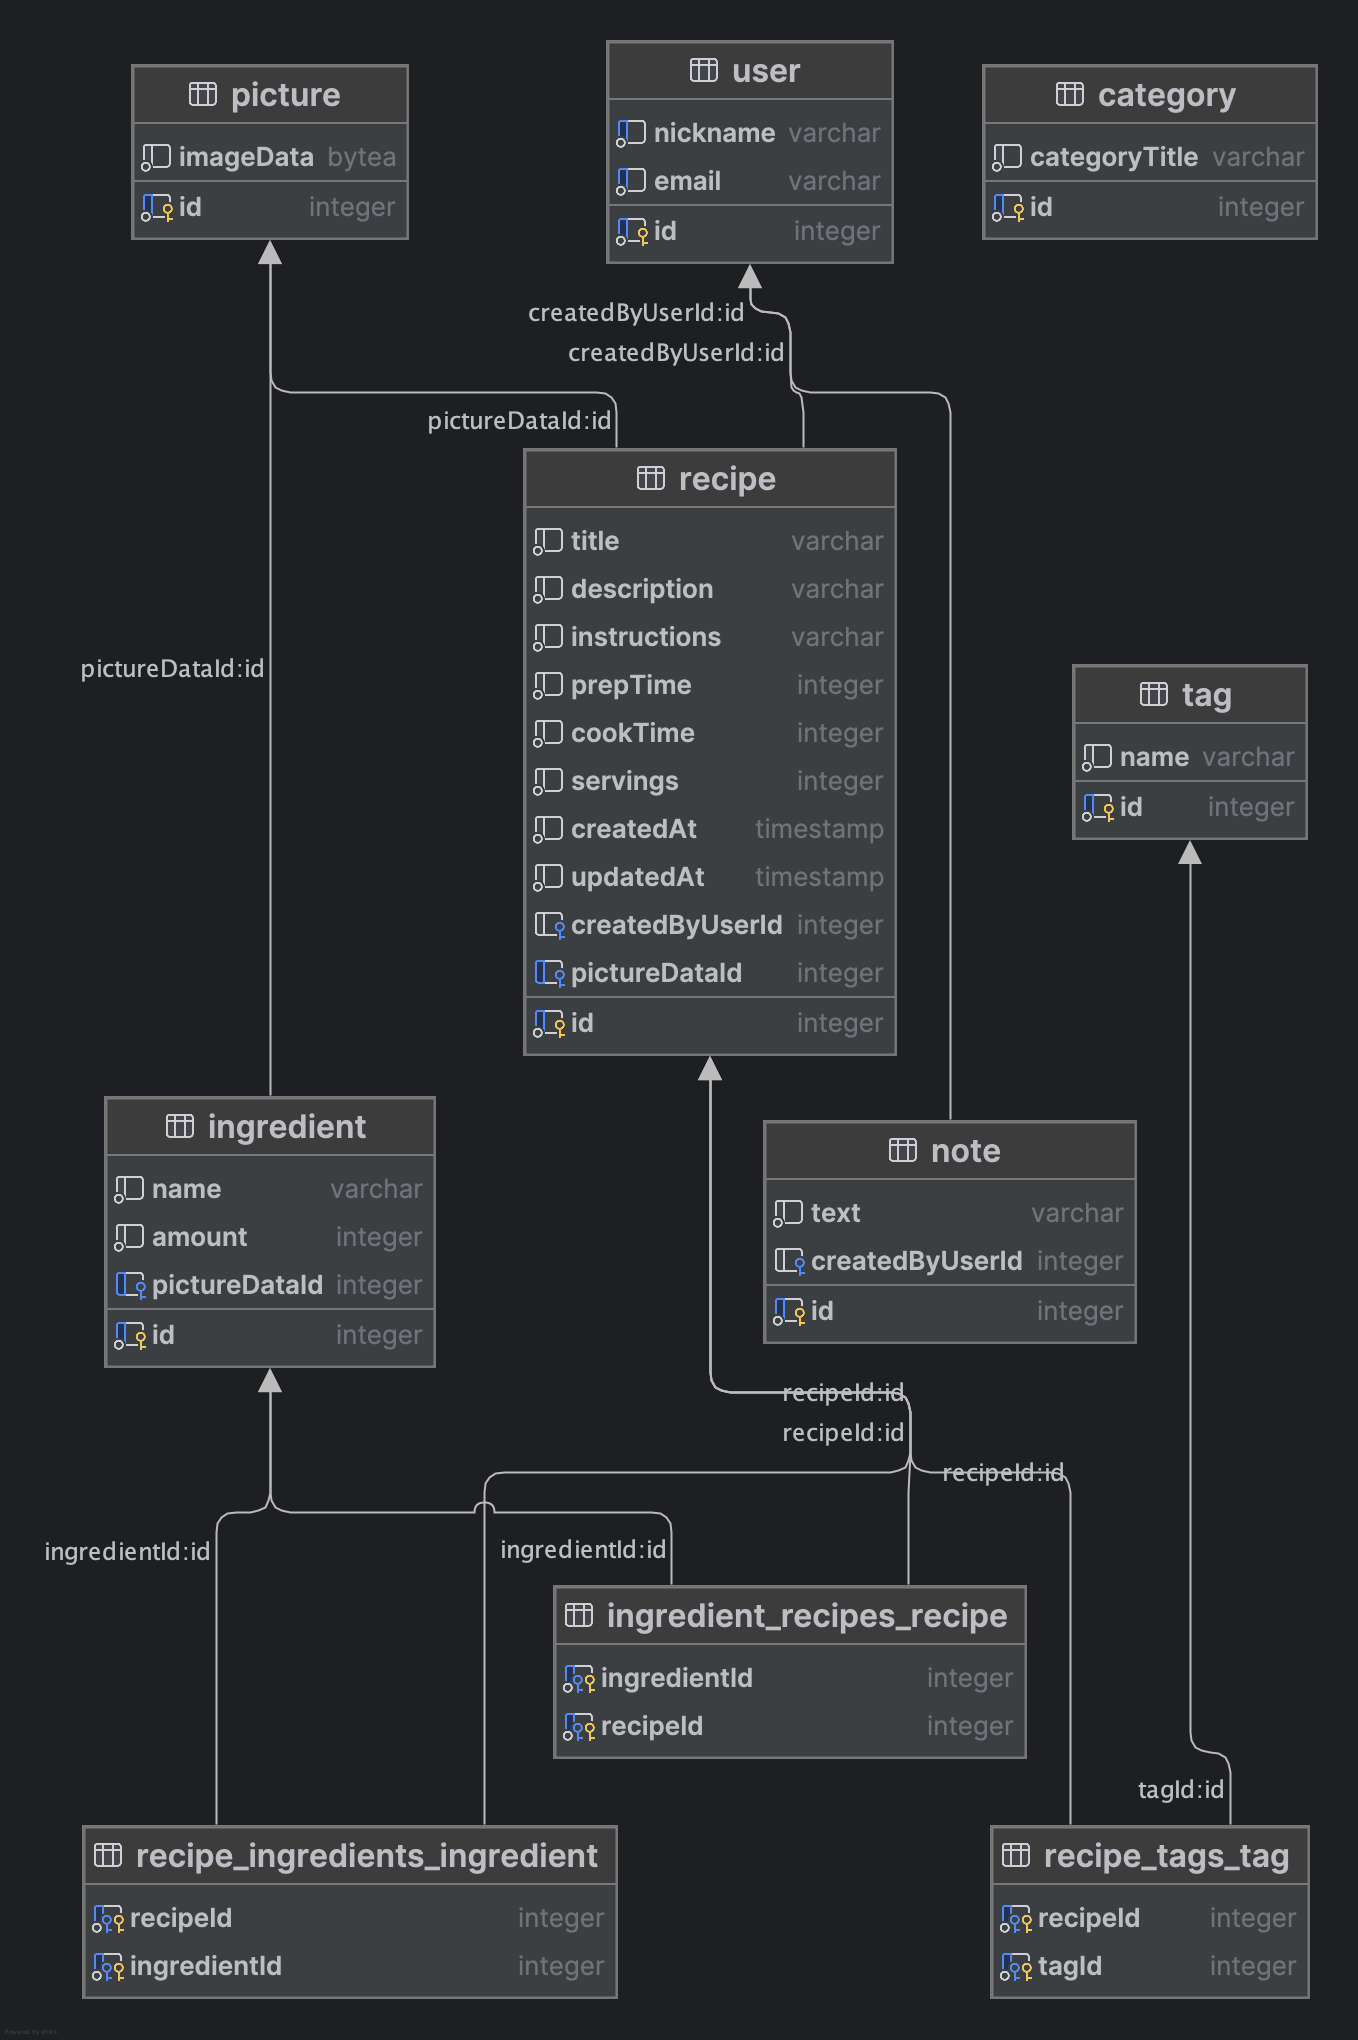 picture
imageData bytea
id integer
user
nickname varchar
email varchar
id integer
category
categoryTitle varchar
id integer
createdByUserId:id
createdByUserId:id
pictureDataId:id
pictureDataId:id
recipe
title varchar
description varchar
instructions varchar
prepTime integer
cookTime integer
servings integer
createdAt timestamp
updatedAt timestamp
createdByUserId integer
pictureDataId integer
id integer
tag
name varchar
id integer
ingredient
name varchar
amount integer
pictureDataId integer
id integer
note
text varchar
createdByUserId integer
id integer
recipeId:id
recipeId:id
recipeId:id
ingredientId:id
ingredientId:id
ingredient_recipes_recipe
ingredientId integer
recipeId integer
tagId:id
recipe_ingredients_ingredient
recipeId integer
ingredientId integer
recipe_tags_tag
recipeId integer
tagId integer